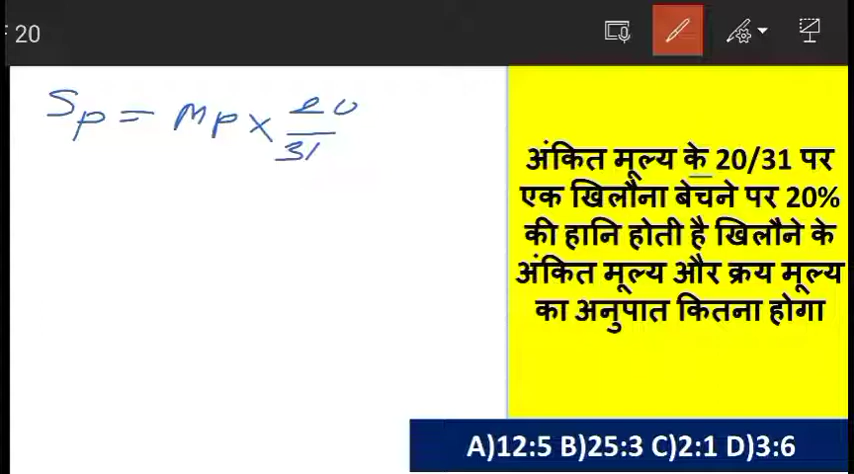 20
Sp = Mp x 20/31
अंकित मूल्य के 20/31 पर
एक खिलौना बेचने पर 20%
की हानि होती है खिलौने के
अंकित मूल्य और क्रय मूल्य
का अनुपात कितना होगा
A)12:5 B)25:3 C)2:1 D)3:6